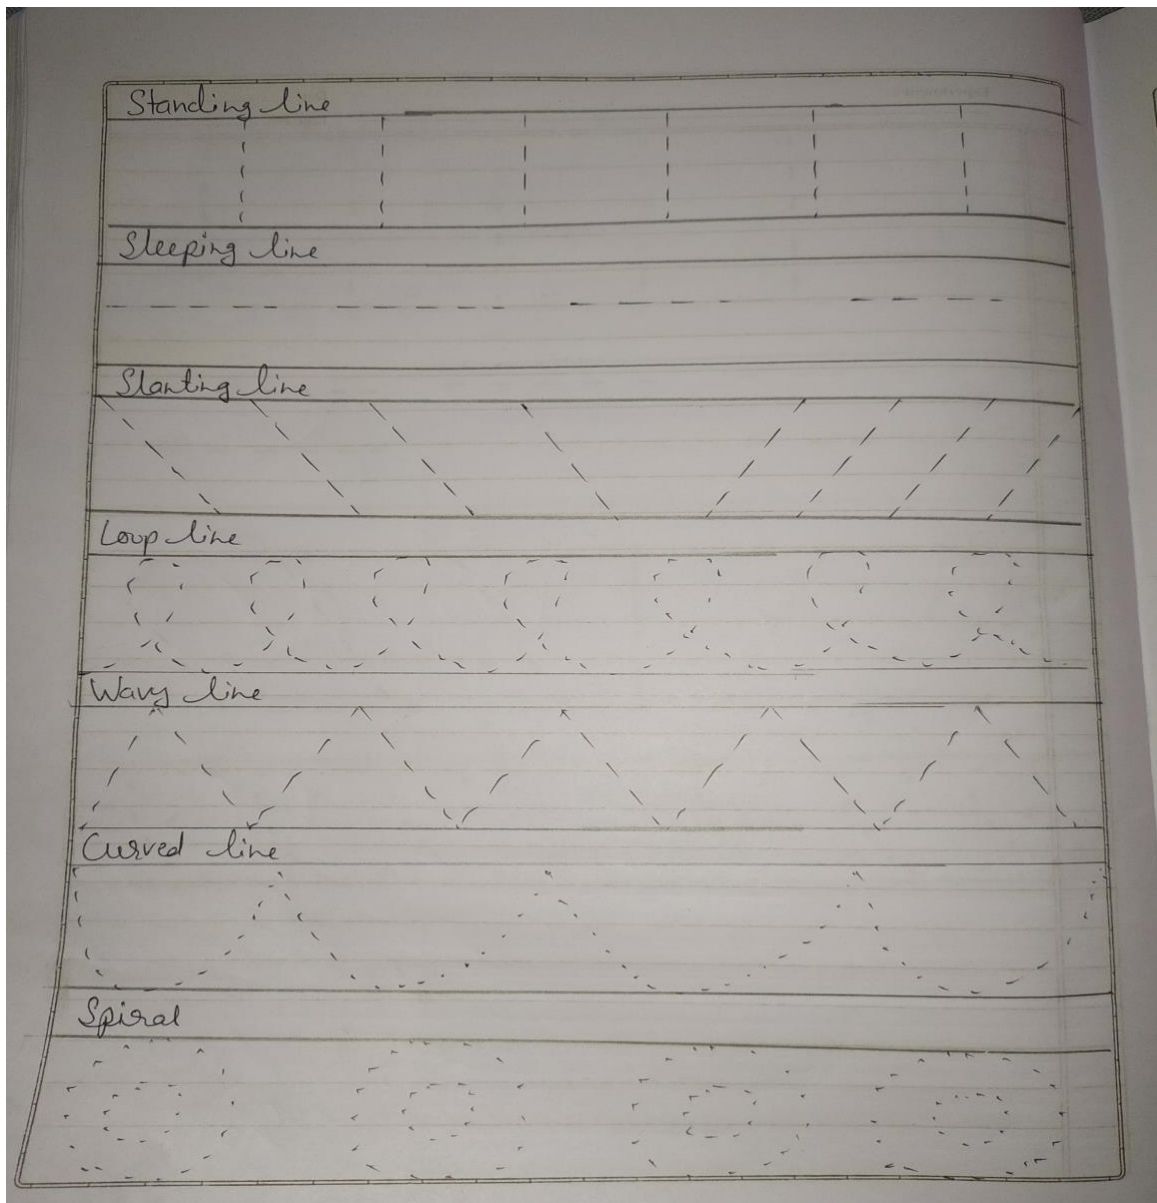 Standing line
Sleeping line
Slanting line
Loop line
Wavy line
Curved line
Spiral